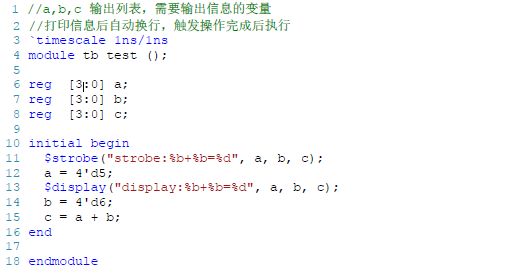 1 //a,b,c 输出列表，需要输出信息的变量
2 //打印信息后自动换行，触发操作完成后执行
3 `timescale 1ns/1ns
4 module tb test ();
5
6 reg [3:0] a;
7 reg [3:0] b;
8 reg [3:0] c;
9
10 initial begin
11 $strobe("strobe:%b+%b=%d", a, b, c);
12 a = 4'd5;
13 $display("display:%b+%b=%d", a, b, c);
14 b = 4'd6;
15 c = a + b;
16 end
17
18 endmodule